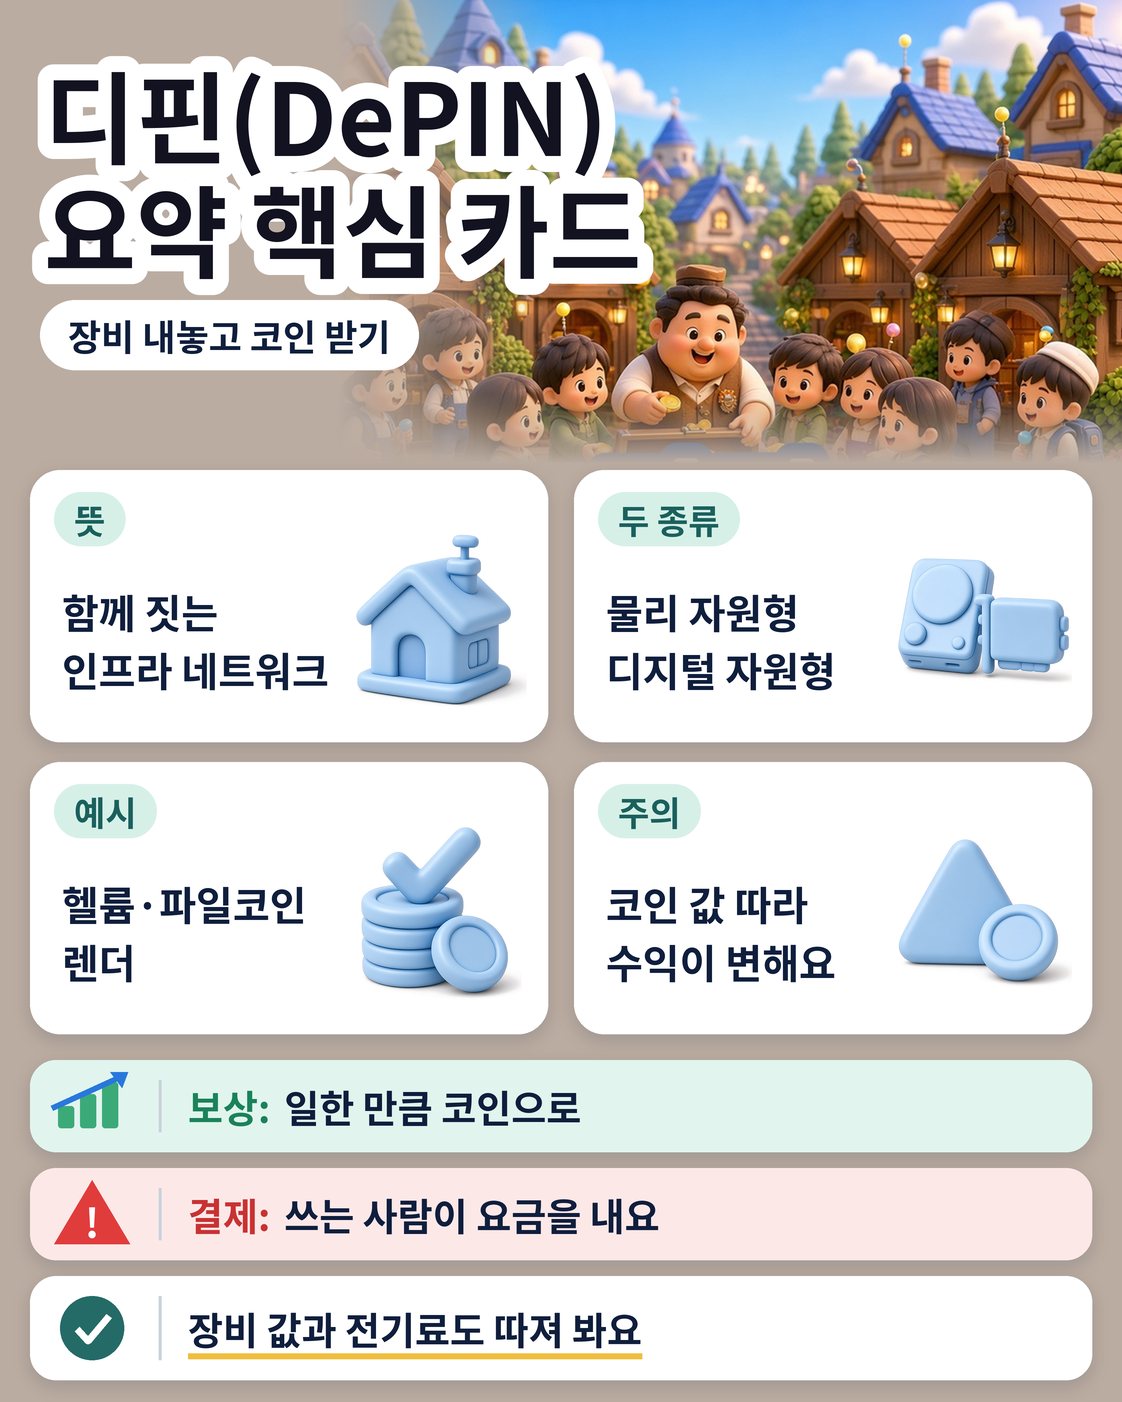 디핀(DePIN)
요약 핵심 카드
장비 내놓고 코인 받기
뜻
함께 짓는
인프라 네트워크
두 종류
물리 자원형
디지털 자원형
예시
헬륨·파일코인
렌더
주의
코인 값 따라
수익이 변해요
보상: 일한 만큼 코인으로
결제: 쓰는 사람이 요금을 내요
장비 값과 전기료도 따져 봐요